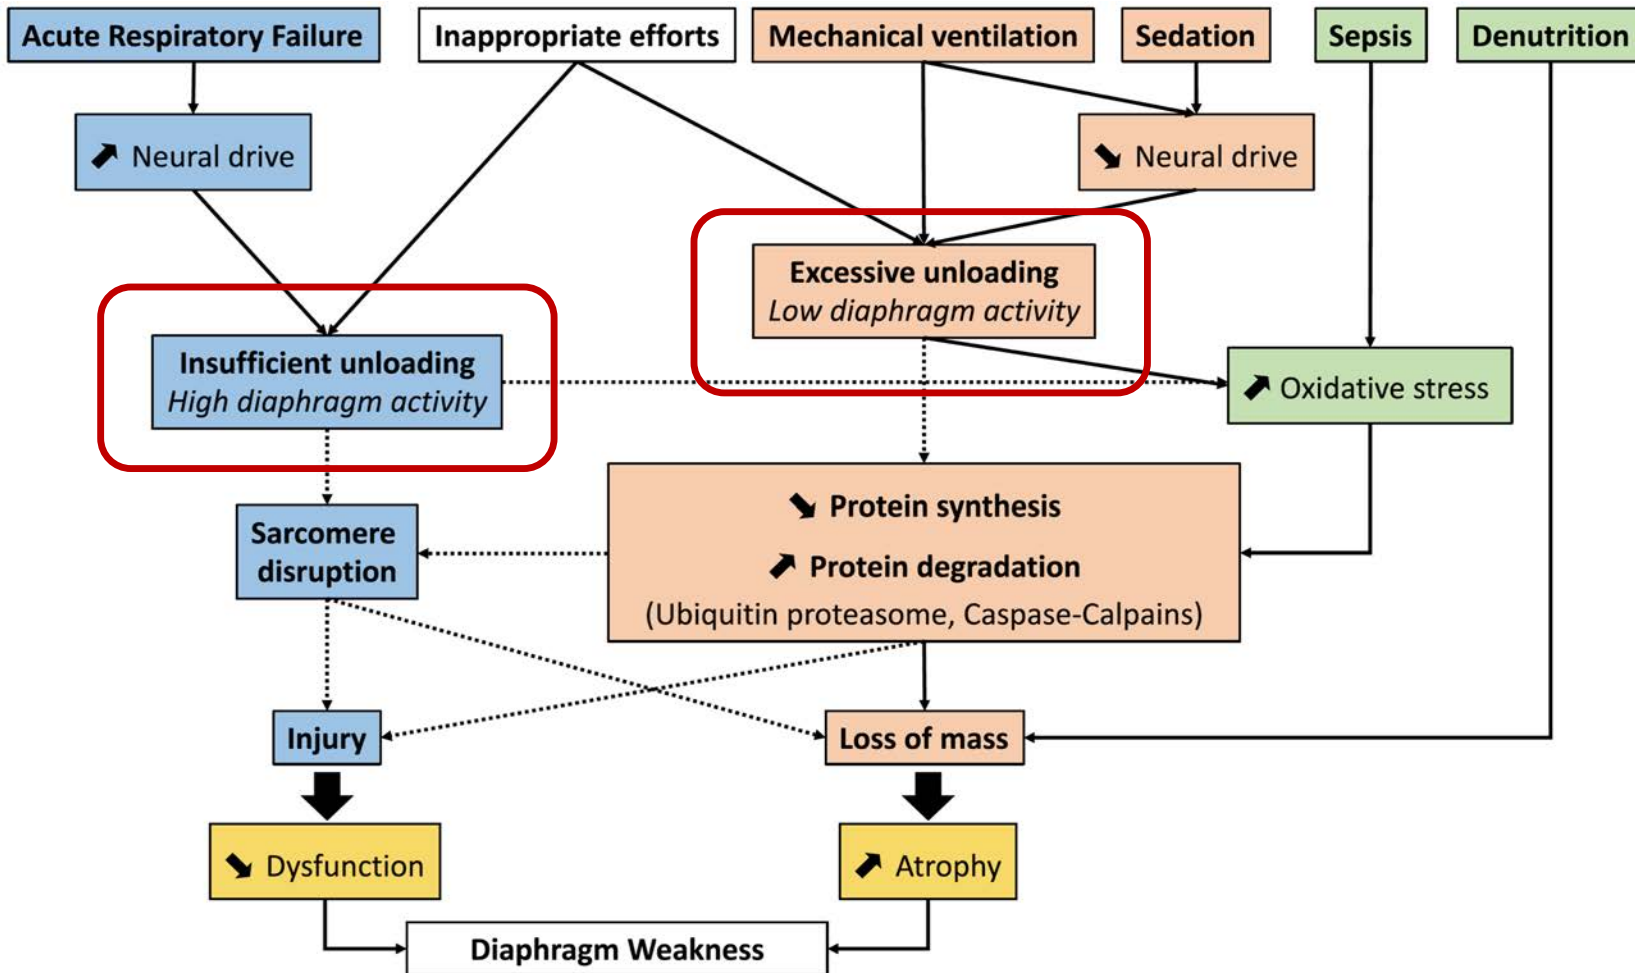 Acute Respiratory Failure
Inappropriate efforts
Mechanical ventilation
Sedation
Sepsis
Denutrition
Neural drive
Neural drive
Excessive unloading
Low diaphragm activity
Insufficient unloading
High diaphragm activity
Oxidative stress
Protein synthesis
Protein degradation
(Ubiquitin proteasome, Caspase-Calpains)
Sarcomere
disruption
Injury
Loss of mass
Dysfunction
Atrophy
Diaphragm Weakness